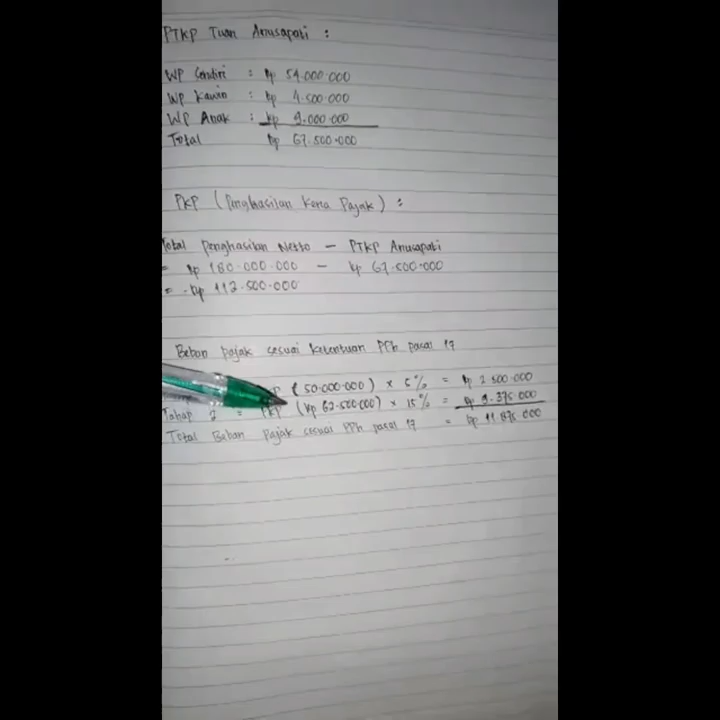 PTKP Tuan Anusapati :
WP Sendiri : Rp 54.000.000
WP Kawin : Rp 4.500.000
WP Anak : Rp 9.000.000
Total Rp 67.500.000
PKP (Penghasilan Kena Pajak) :
Total Penghasilan Netto - PTKP Anusapati
= Rp 180.000.000 - Rp 67.500.000
= Rp 112.500.000
Beban pajak sesuai Ketentuan PPh pasal 17
(50.000.000) x 5% = Rp 2.500.000
Tahap 2 = PKP (Rp 62.500.000) x 15% = Rp 9.375.000
Total Beban pajak sesuai PPh pasal 17 = Rp 11.875.000